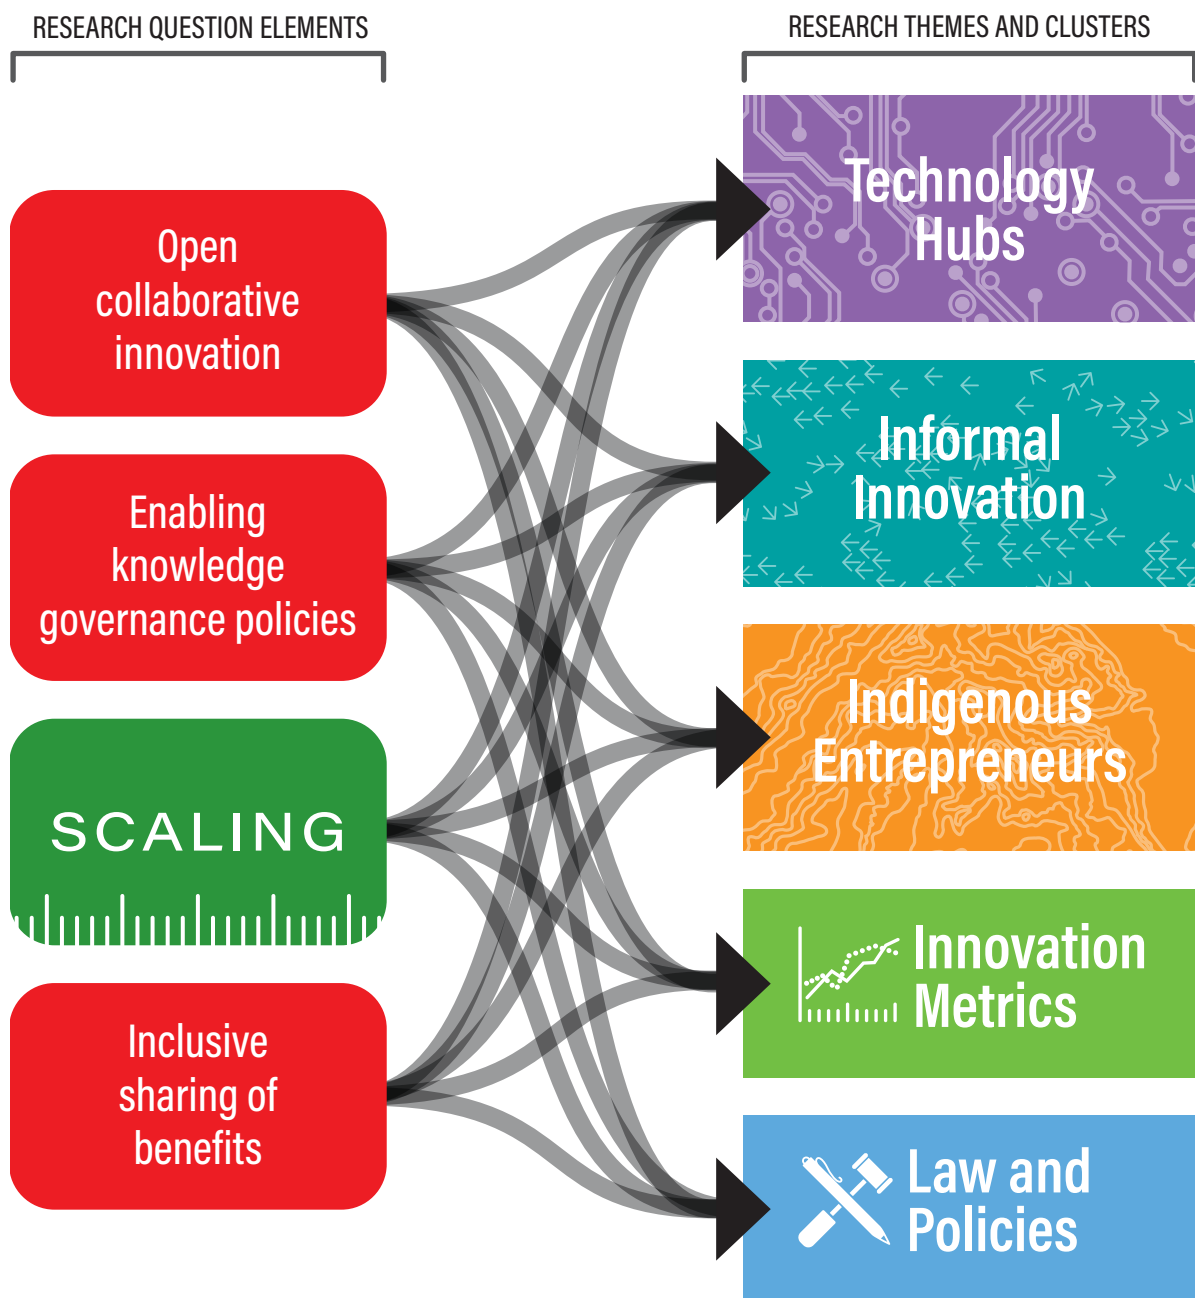 RESEARCH QUESTION ELEMENTS
RESEARCH THEMES AND CLUSTERS
Open
collaborative
innovation
Enabling
knowledge
governance policies
SCALING
Inclusive
sharing of
benefits
Technology
Hubs
Informal
Innovation
Indigenous
Entrepreneurs
Innovation
Metrics
Law and
Policies